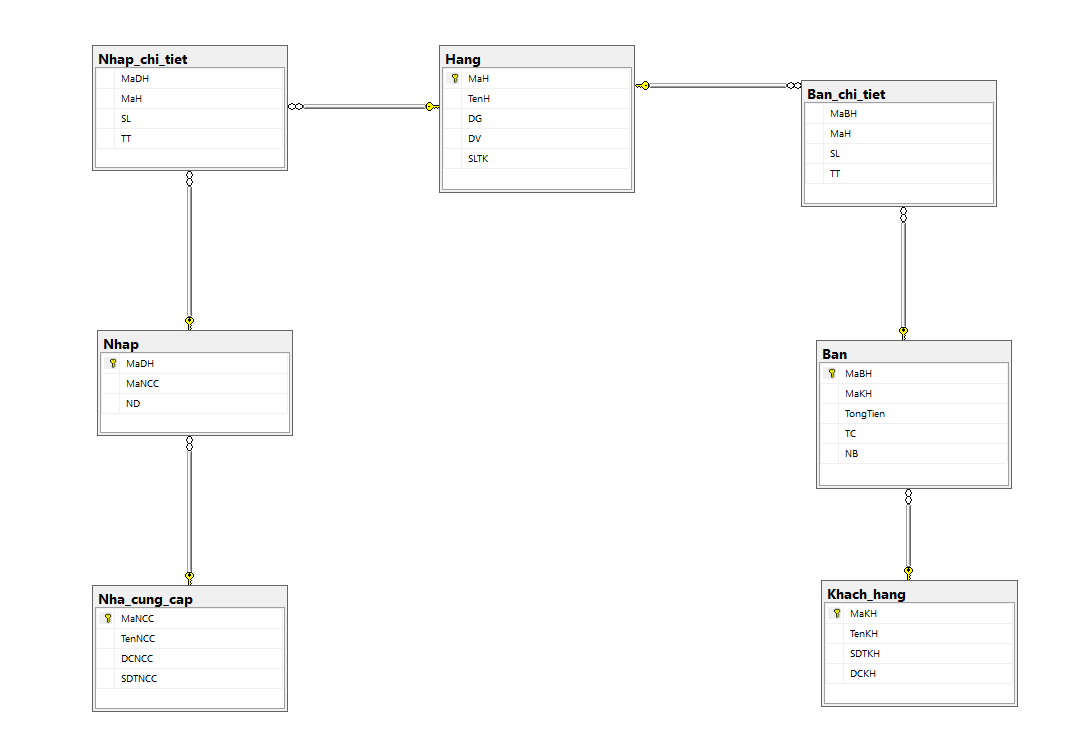 Nhap_chi_tiet
MaDH
MaH
SL
TT
Hang
MaH
TenH
DG
DV
SLTK
Ban_chi_tiet
MaBH
MaH
SL
TT
Nhap
MaDH
MaNCC
ND
Ban
MaBH
MaKH
TongTien
TC
NB
Nha_cung_cap
MaNCC
TenNCC
DCNCC
SDTNCC
Khach_hang
MaKH
TenKH
SDTKH
DCKH